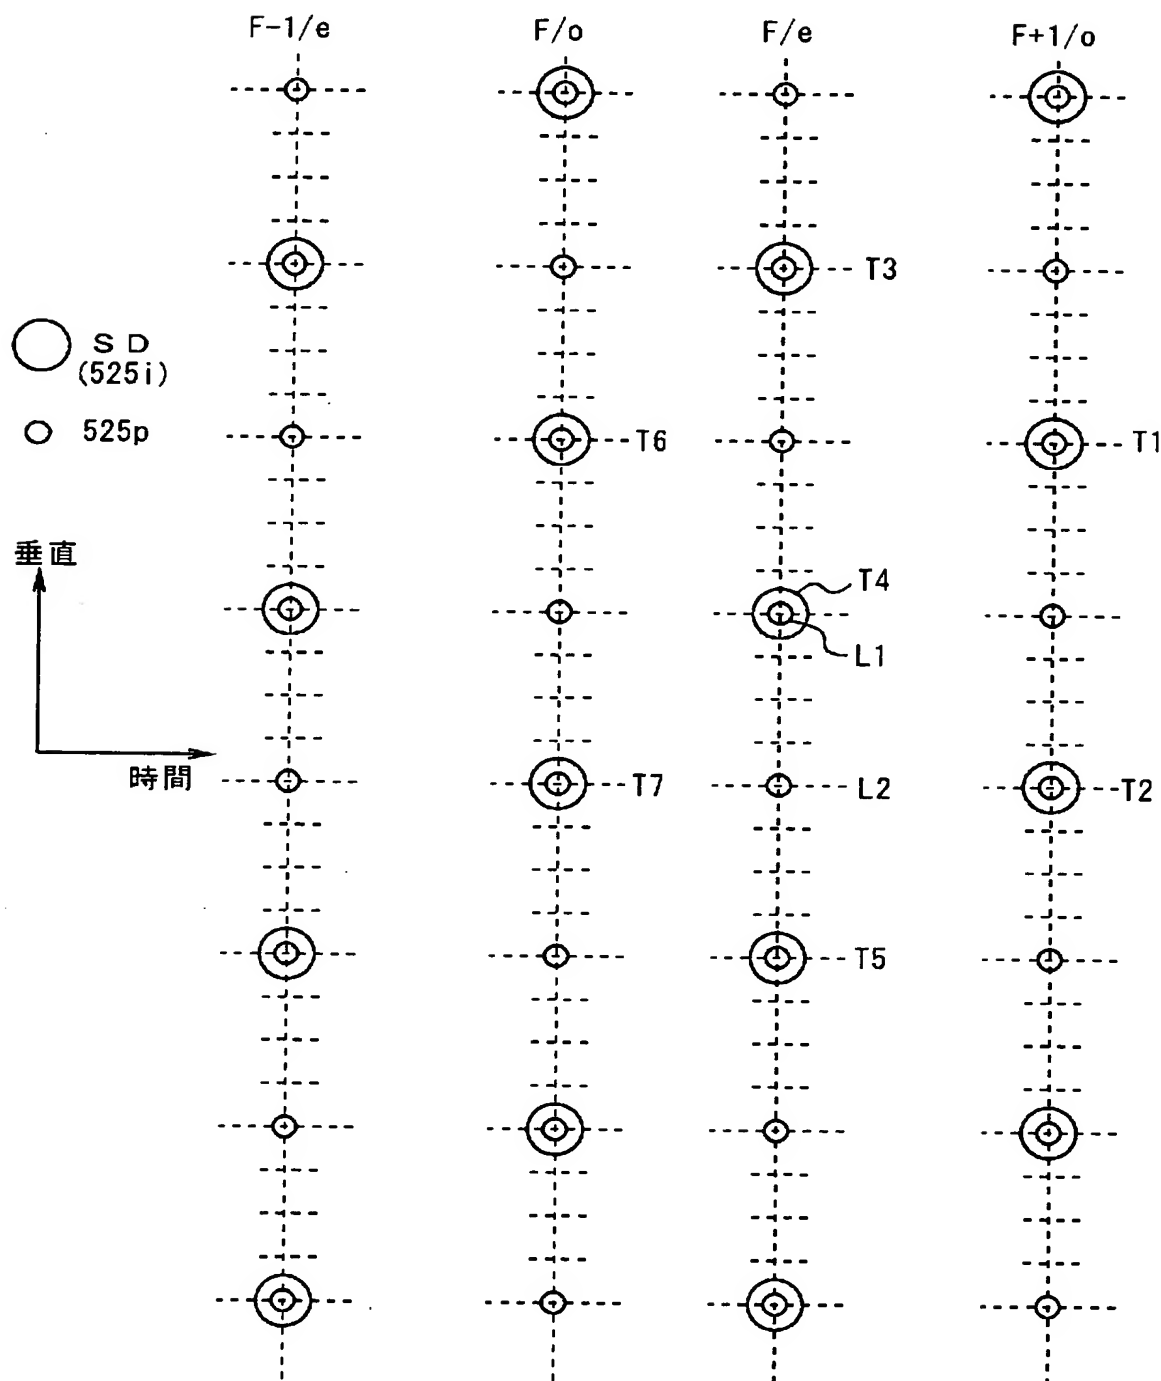 F-1/e F/o F/e F+1/o
T3
SD
(525i)
525p
T6
T1
垂直
T4
L1
時間
T7
L2
T2
T5